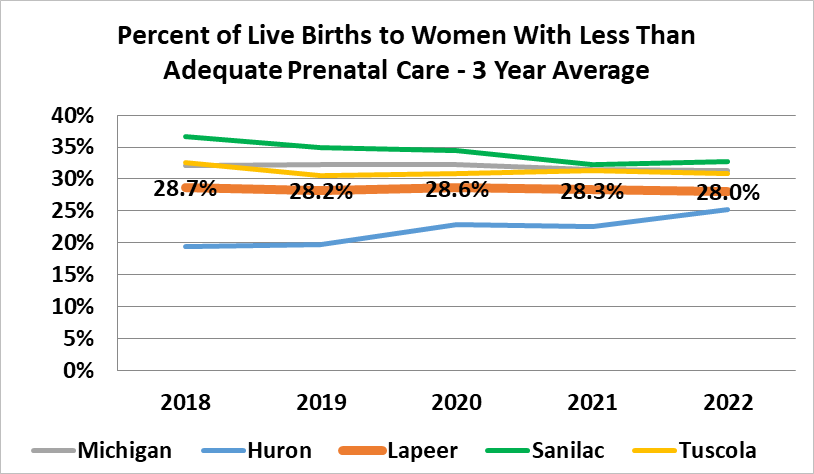 Percent of Live Births to Women With Less Than
Adequate Prenatal Care - 3 Year Average
40%
35%
30%
25%
20%
15%
10%
5%
0%
28.7% 28.2% 28.6% 28.3% 28.0%
2018 2019 2020 2021 2022
Michigan Huron Lapeer Sanilac Tuscola